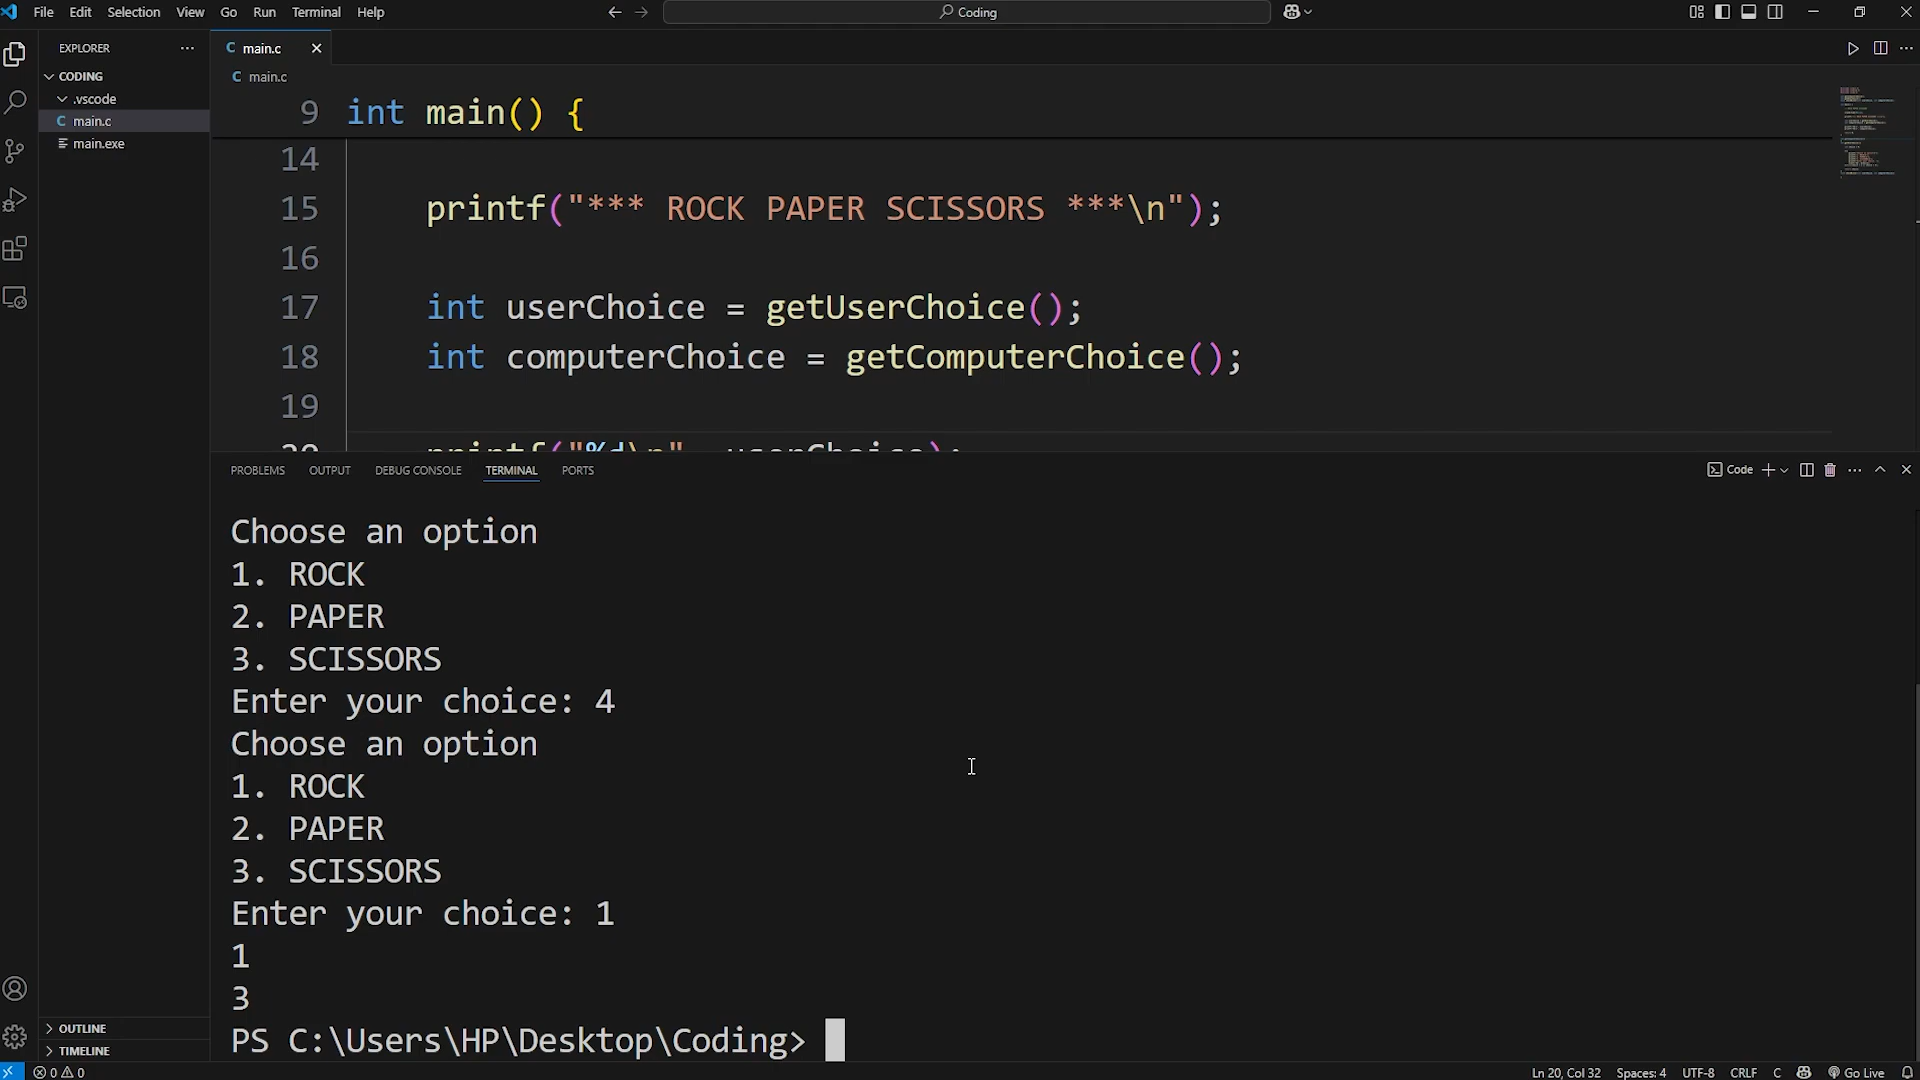 File Edit Selection View Go Run Terminal Help
Coding
EXPLORER
CODING
.vscode
C main.c
main.exe
OUTLINE
TIMELINE
C main.c
C main.c
9 int main() {
14
15 printf("*** ROCK PAPER SCISSORS ***\n");
16
17 int userChoice = getUserChoice();
18 int computerChoice = getComputerChoice();
19
20 printf("%d\n", userChoice);
PROBLEMS OUTPUT DEBUG CONSOLE TERMINAL PORTS
Code
Choose an option
1. ROCK
2. PAPER
3. SCISSORS
Enter your choice: 4
Choose an option
1. ROCK
2. PAPER
3. SCISSORS
Enter your choice: 1
1
3
PS C:\Users\HP\Desktop\Coding>
0 0
Ln 20, Col 32 Spaces: 4 UTF-8 CRLF C Go Live